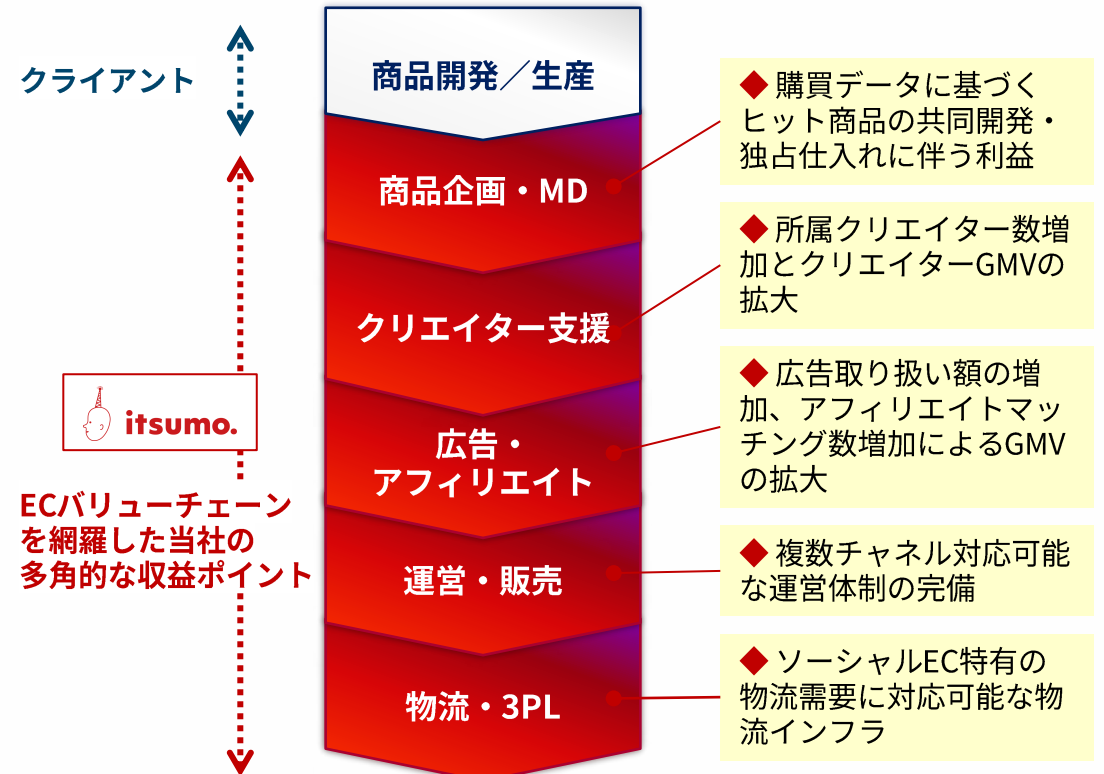 クライアント
商品開発／生産
◆ 購買データに基づく
ヒット商品の共同開発・
独占仕入れに伴う利益
商品企画・MD
◆ 所属クリエイター数増
加とクリエイターGMVの
拡大
クリエイター支援
◆ 広告取り扱い額の増
加、アフィリエイトマッ
チング数増加によるGMV
の拡大
itsumo.
広告・
アフィリエイト
ECバリューチェーン
を網羅した当社の
多角的な収益ポイント
◆ 複数チャネル対応可能
な運営体制の完備
運営・販売
◆ ソーシャルEC特有の
物流需要に対応可能な物
流インフラ
物流・3PL